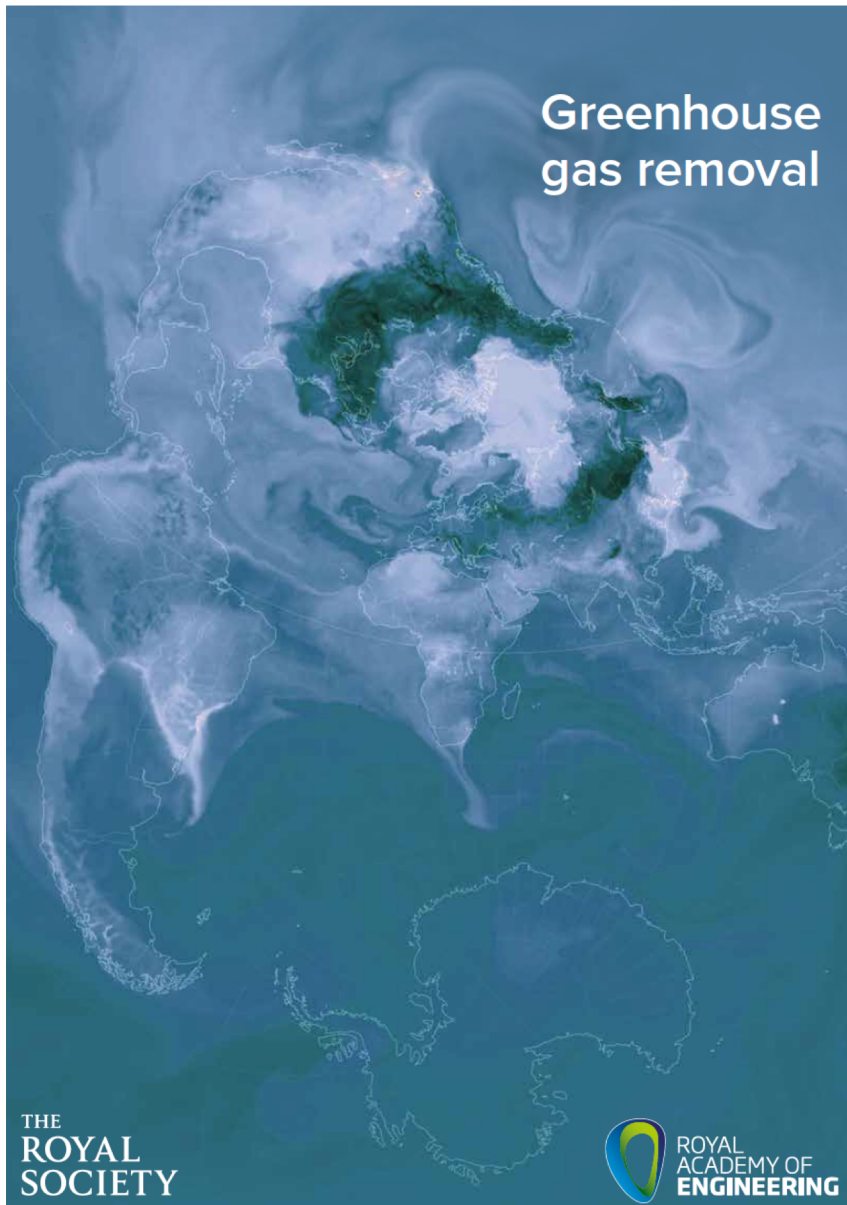 Greenhouse
gas removal
THE
ROYAL
SOCIETY
ROYAL
ACADEMY OF
ENGINEERING